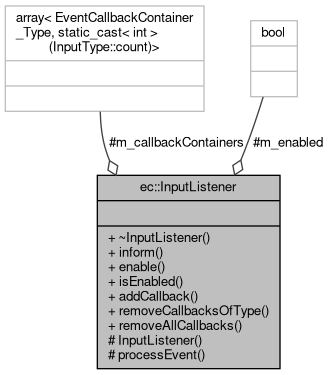 array< EventCallbackContainer
_Type, static_cast< int >
(InputType::count)>
bool
#m_callbackContainers
#m_enabled
ec::InputListener
+ ~InputListener()
+ inform()
+ enable()
+ isEnabled()
+ addCallback()
+ removeCallbacksOfType()
+ removeAllCallbacks()
# InputListener()
# processEvent()